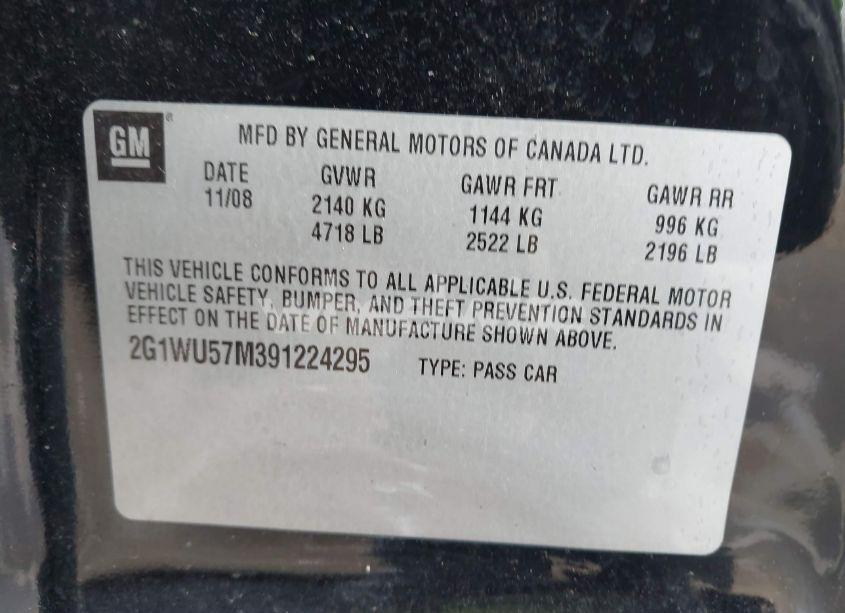 GM ®
MFD BY GENERAL MOTORS OF CANADA LTD.
DATE GVWR GAWR FRT GAWR RR
11/08 2140 KG 1144 KG 996 KG
4718 LB 2522 LB 2196 LB
THIS VEHICLE CONFORMS TO ALL APPLICABLE U.S. FEDERAL MOTOR
VEHICLE SAFETY, BUMPER, AND THEFT PREVENTION STANDARDS IN
EFFECT ON THE DATE OF MANUFACTURE SHOWN ABOVE.
2G1WU57M391224295 TYPE: PASS CAR